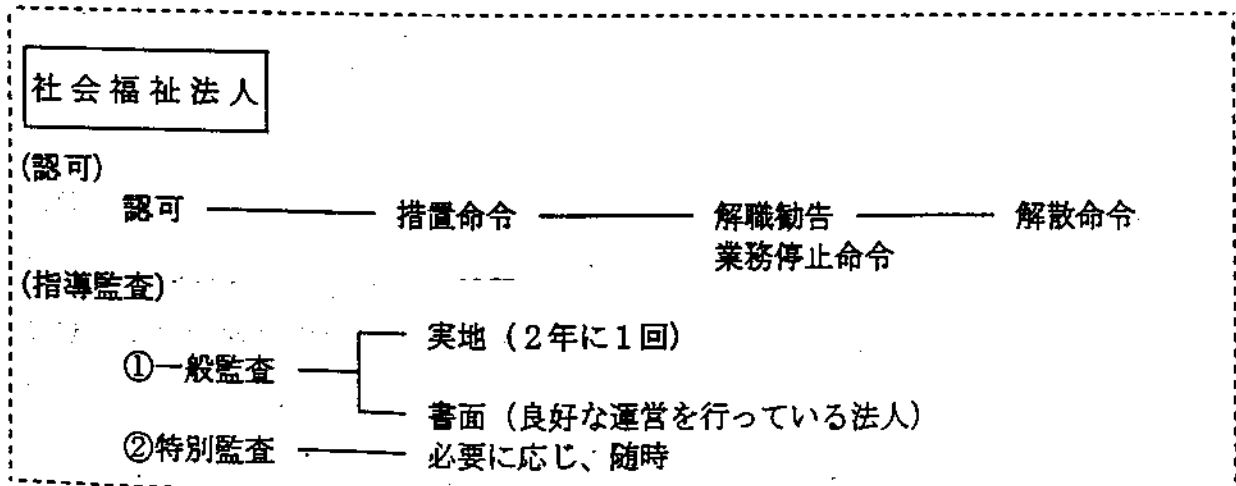 社会福祉法人
(認可)
認可 措置命令 解職勧告 解散命令
業務停止命令
(指導監査)
実地(2年に1回)
①一般監査
書面(良好な運営を行っている法人)
②特別監査 必要に応じ、随時